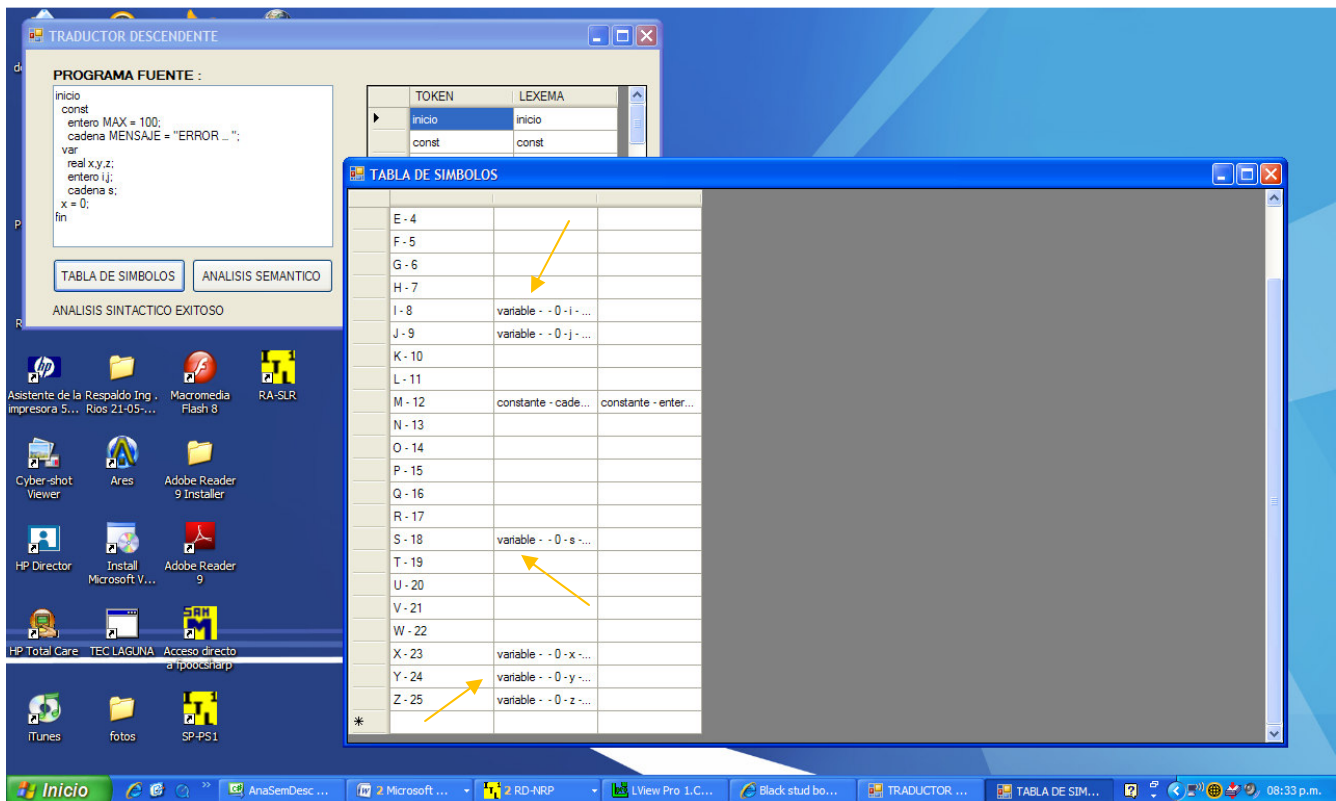 TRADUCTOR DESCENDENTE
PROGRAMA FUENTE :
inicio
const
entero MAX = 100;
cadena MENSAJE = "ERROR ... ";
var
real x,y,z;
entero i,j;
cadena s;
x = 0;
fin
TOKEN LEXEMA
inicio inicio
const const
TABLA DE SIMBOLOS ANALISIS SEMANTICO
ANALISIS SINTACTICO EXITOSO
TABLA DE SIMBOLOS
E - 4
F - 5
G - 6
H - 7
I - 8 variable - - 0 - i - ...
J - 9 variable - - 0 - j - ...
K - 10
L - 11
M - 12 constante - cade... constante - enter...
N - 13
O - 14
P - 15
Q - 16
R - 17
S - 18 variable - - 0 - s -...
T - 19
U - 20
V - 21
W - 22
X - 23 variable - - 0 - x -...
Y - 24 variable - - 0 - y -...
Z - 25 variable - - 0 - z -...
*
Asistente de la impresora 5...
Respaldo Ing . Rios 21-05-...
Macromedia Flash 8
RA-SLR
Cyber-shot Viewer
Ares
Adobe Reader 9 Installer
HP Director
Install Microsoft V...
Adobe Reader 9
HP Total Care
TEC LAGUNA
Acceso directo a fpoocsharp
iTunes
fotos
SP-PS1
Inicio
AnaSemDesc ...
2 Microsoft ...
2 RD-NRP
LView Pro 1.C...
Black stud bo...
TRADUCTOR ...
TABLA DE SIM...
08:33 p.m.